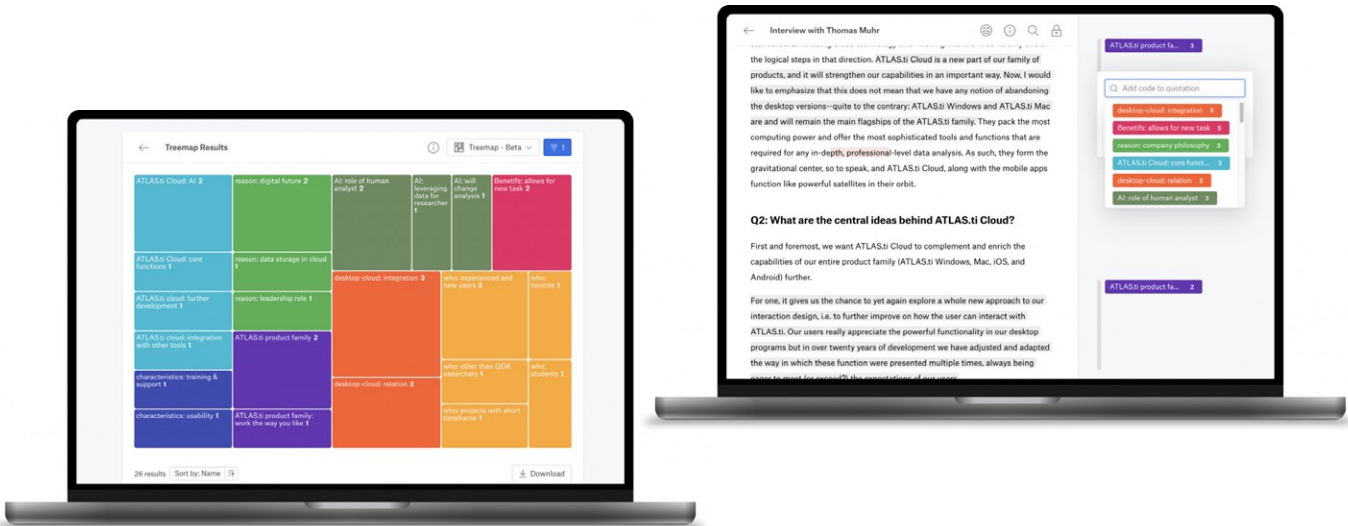 Treemap Results
Treemap - Beta
1
ATLAS.ti Cloud: AI 2
reason: digital future 2
AI: role of human
analyst 2
AI:
leveraging
data for
researcher
1
AI: will
change
analysis 1
Benetifs: allows for
new task 2
ATLAS.ti Cloud: core
functions 1
reason: data storage in cloud
1
desktop-cloud: integration 3
who: experienced and
new users 2
who:
novices 1
ATLAS.ti cloud: further
development 1
reason: leadership role 1
ATLAS.ti cloud: integration
with other tools 1
ATLAS.ti product family 2
who: other than QDA
esearchers 1
who:
students 1
characteristics: training &
support 1
desktop-cloud: relation 2
characteristics: usability 1
ATLAS.ti product family:
work the way you like 1
who: projects with short
timeframe 1
26 results
Sort by: Name
Download
Interview with Thomas Muhr
the logical steps in that direction. ATLAS.ti Cloud is a new part of our family of
products, and it will strengthen our capabilities in an important way. Now, I would
like to emphasize that this does not mean that we have any notion of abandoning
the desktop versions--quite to the contrary: ATLAS.ti Windows and ATLAS.ti Mac
are and will remain the main flagships of the ATLAS.ti family. They pack the most
computing power and offer the most sophisticated tools and functions that are
required for any in-depth, professional-level data analysis. As such, they form the
gravitational center, so to speak, and ATLAS.ti Cloud, along with the mobile apps
function like powerful satellites in their orbit.
Q2: What are the central ideas behind ATLAS.ti Cloud?
First and foremost, we want ATLAS.ti Cloud to complement and enrich the
capabilities of our entire product family (ATLAS.ti Windows, Mac, iOS, and
Android) further.
For one, it gives us the chance to yet again explore a whole new approach to our
interaction design, i.e. to further improve on how the user can interact with
ATLAS.ti. Our users really appreciate the powerful functionality in our desktop
programs but in over twenty years of development we have adjusted and adapted
the way in which these function were presented multiple times, always being
eager to meet (or exceed?) the expectations of our users.
ATLAS.ti product fa... 3
Add code to quotation
desktop-cloud: integration 5
Benetifs: allows for new task 5
reason: company philosophy 3
ATLAS.ti Cloud: core funct... 3
desktop-cloud: relation 3
AI: role of human analyst 3
ATLAS.ti product fa... 2